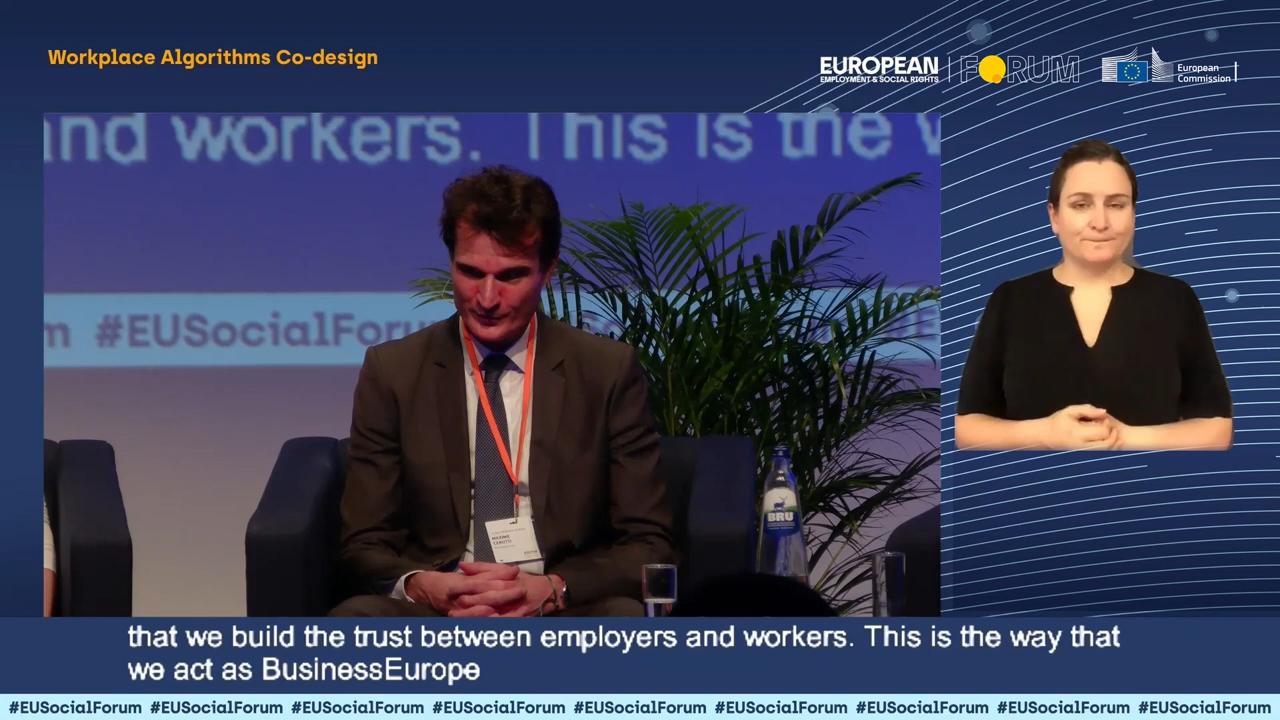 Workplace Algorithms Co-design
EUROPEAN
EMPLOYMENT & SOCIAL RIGHTS
FORUM
European
Commission
and workers. This is the
#EUSocialForum
MAXIME
BRU
that we build the trust between employers and workers. This is the way that
we act as BusinessEurope
#EUSocialForum #EUSocialForum #EUSocialForum #EUSocialForum #EUSocialForum #EUSocialForum #EUSocialForum #EUSocialForum #EUSocialForum